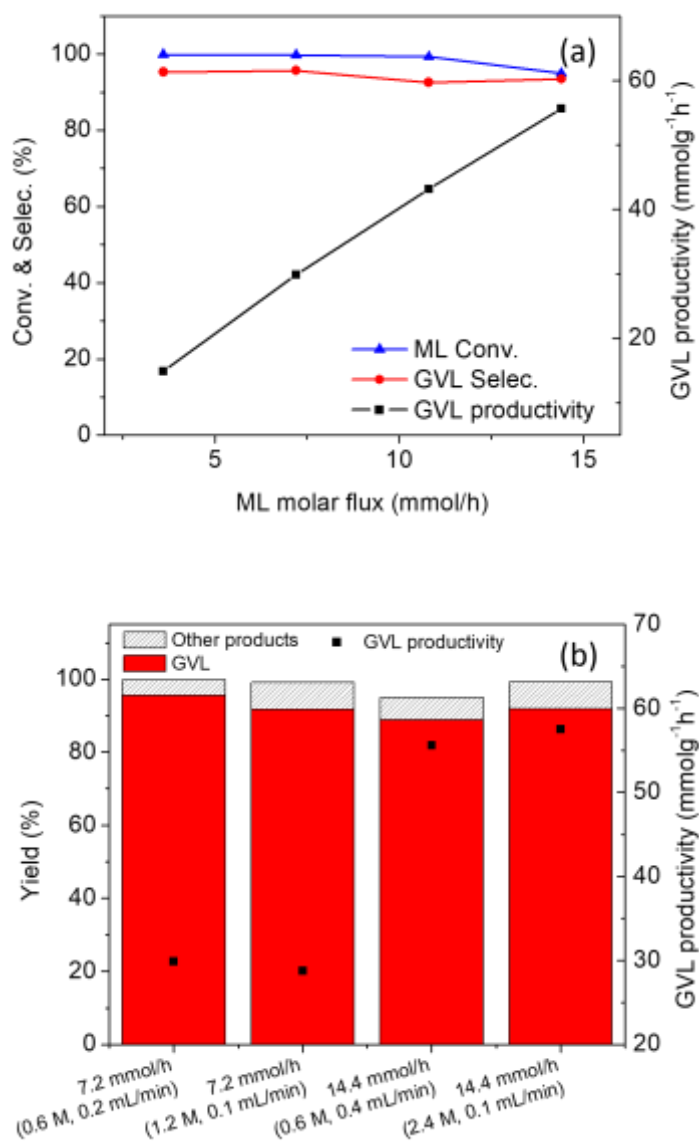 (a)
100
80
60
40
20
0
Conv. & Selec. (%)
60
40
20
GVL productivity (mmolg⁻¹h⁻¹)
ML Conv.
GVL Selec.
GVL productivity
5 10 15
ML molar flux (mmol/h)
Other products GVL productivity
GVL
(b)
100
80
60
40
20
0
Yield (%)
70
60
50
40
30
20
GVL productivity (mmolg⁻¹h⁻¹)
7.2 mmol/h
(0.6 M, 0.2 mL/min)
7.2 mmol/h
(1.2 M, 0.1 mL/min)
14.4 mmol/h
(0.6 M, 0.4 mL/min)
14.4 mmol/h
(2.4 M, 0.1 mL/min)